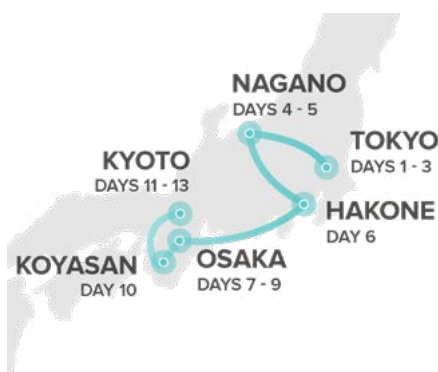 NAGANO
DAYS 4 - 5
TOKYO
DAYS 1 - 3
KYOTO
DAYS 11 - 13
HAKONE
DAY 6
OSAKA
DAYS 7 - 9
KOYASAN
DAY 10